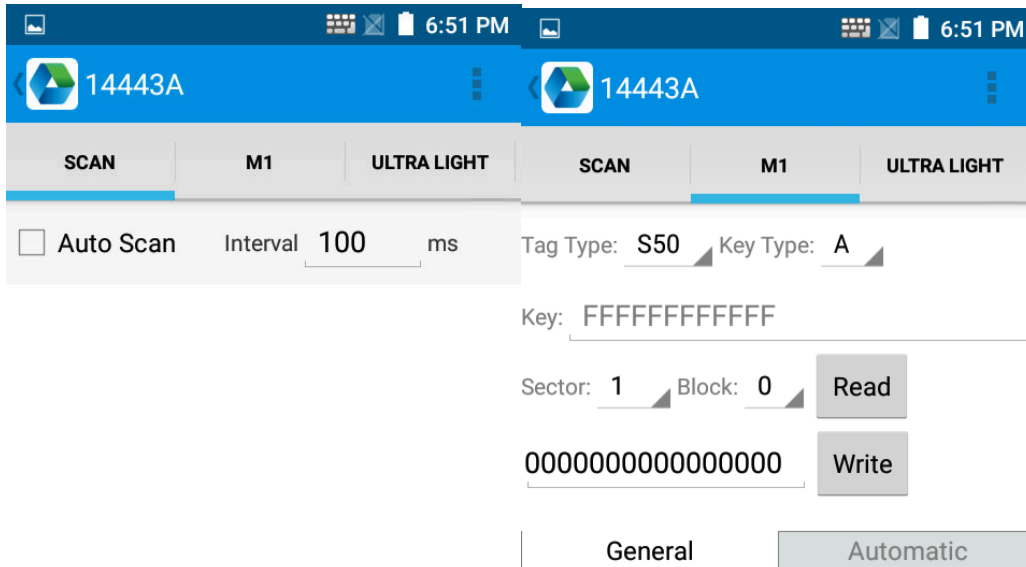 6:51 PM
14443A
SCAN M1 ULTRA LIGHT
Auto Scan Interval 100 ms
6:51 PM
14443A
SCAN M1 ULTRA LIGHT
Tag Type: S50 Key Type: A
Key: FFFFFFFFFFFF
Sector: 1 Block: 0 Read
0000000000000000 Write
General Automatic